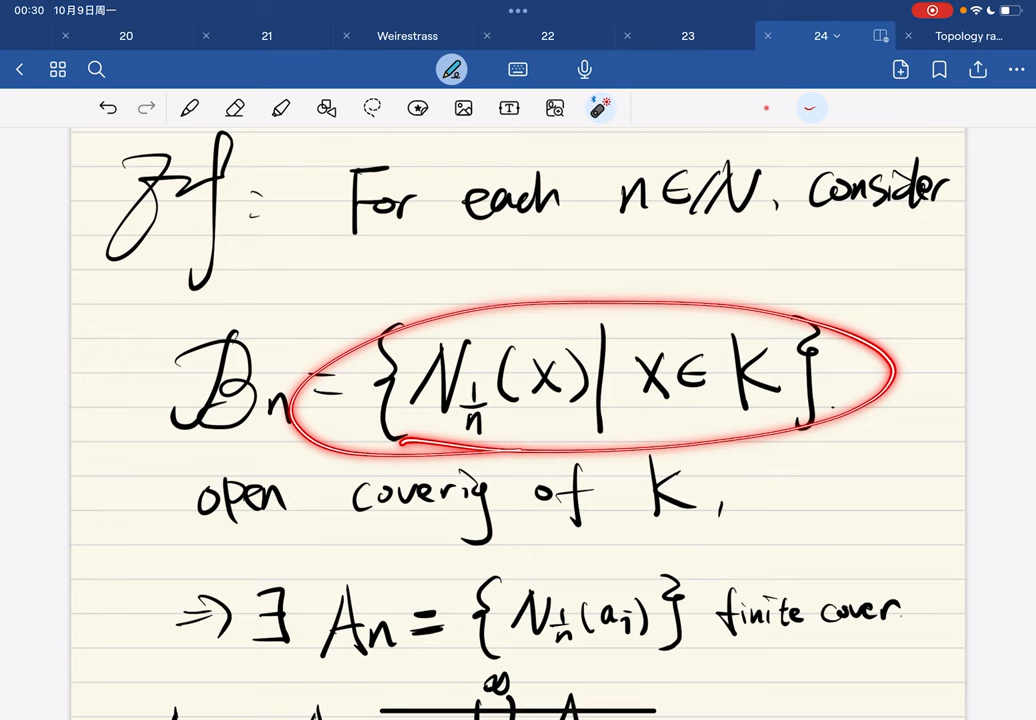 00:30 10月9日周一
20
21
Weirestrass
22
23
24
Topology ra...
Pf: For each n∈ℕ, consider
Bn = {N_{1/n}(x) | x∈K}.
open coverig of K,
⇒ ∃ An = {N_{1/n}(ai)} finite cover.